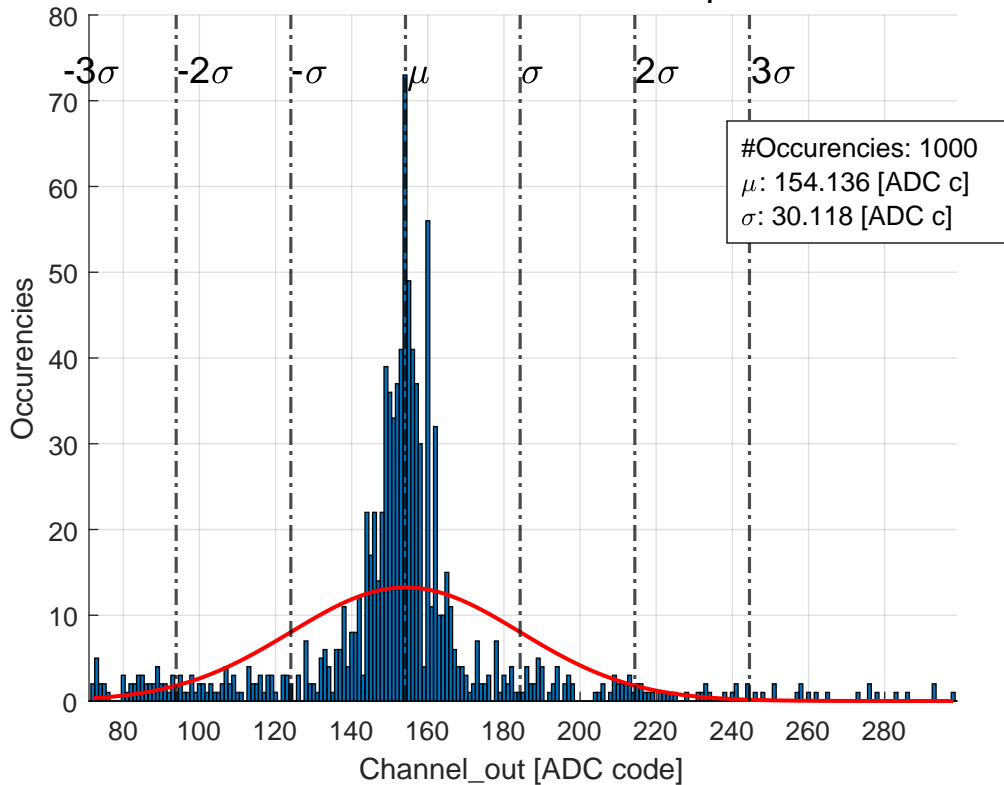 80
70
60
50
40
30
20
10
0
Occurencies
-3σ -2σ -σ μ σ 2σ 3σ
#Occurencies: 1000
μ: 154.136 [ADC c]
σ: 30.118 [ADC c]
80 100 120 140 160 180 200 220 240 260 280
Channel_out [ADC code]